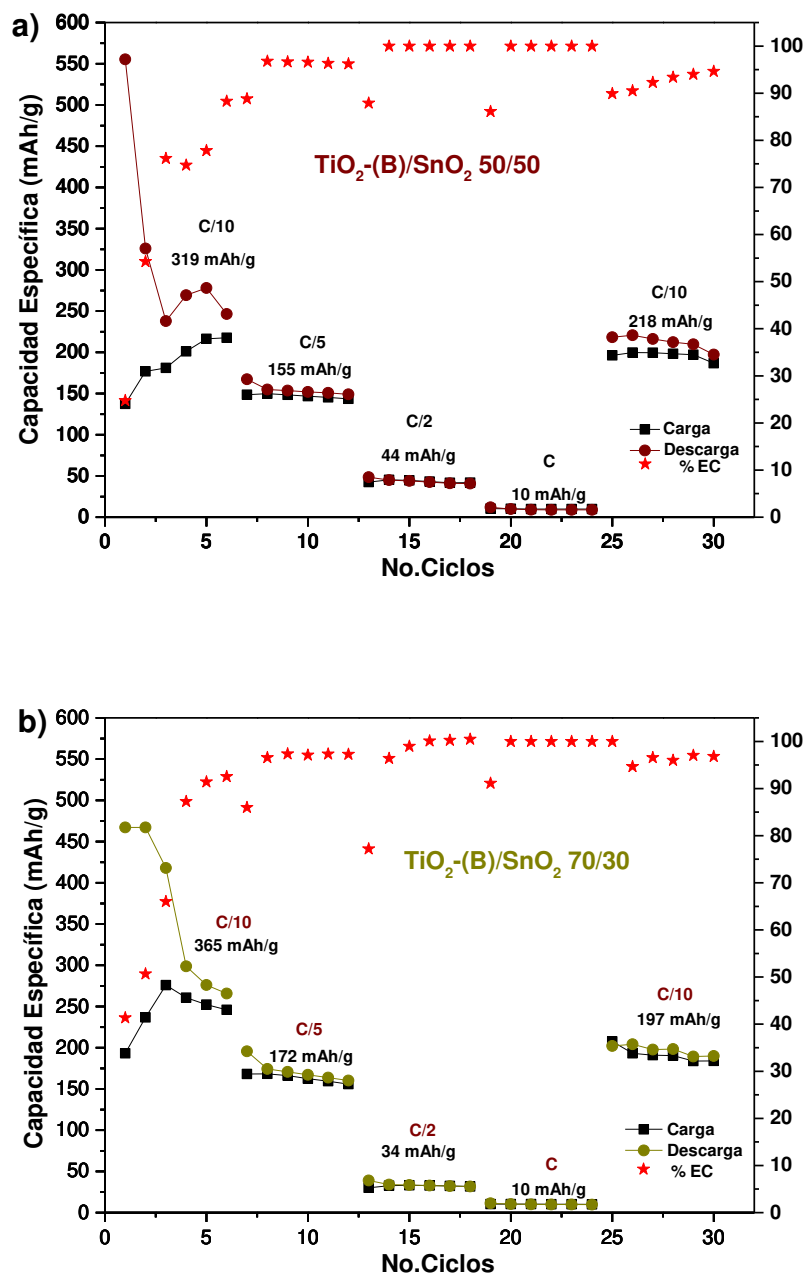 a)
600
550
500
450
400
350
300
250
200
150
100
50
0
Capacidad Específica (mAh/g)
100
90
80
70
60
50
40
30
20
10
0
TiO2-(B)/SnO2 50/50
C/10
319 mAh/g
C/5
155 mAh/g
C/2
44 mAh/g
C
10 mAh/g
C/10
218 mAh/g
Carga
Descarga
% EC
0 5 10 15 20 25 30
No.Ciclos
b)
600
550
500
450
400
350
300
250
200
150
100
50
0
Capacidad Específica (mAh/g)
100
90
80
70
60
50
40
30
20
10
0
TiO2-(B)/SnO2 70/30
C/10
365 mAh/g
C/5
172 mAh/g
C/2
34 mAh/g
C
10 mAh/g
C/10
197 mAh/g
Carga
Descarga
% EC
0 5 10 15 20 25 30
No.Ciclos